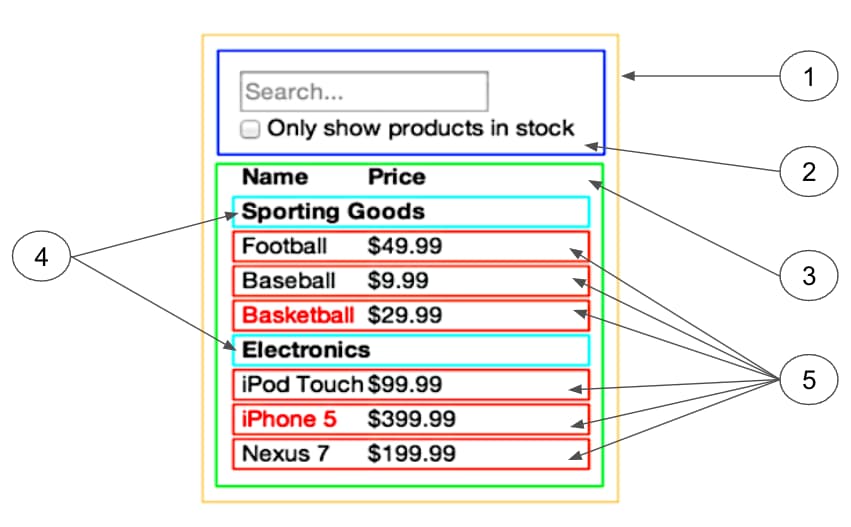 1
Search...
Only show products in stock
2
Name Price
Sporting Goods
4
Football $49.99
3
Baseball $9.99
Basketball $29.99
Electronics
iPod Touch $99.99
5
iPhone 5 $399.99
Nexus 7 $199.99